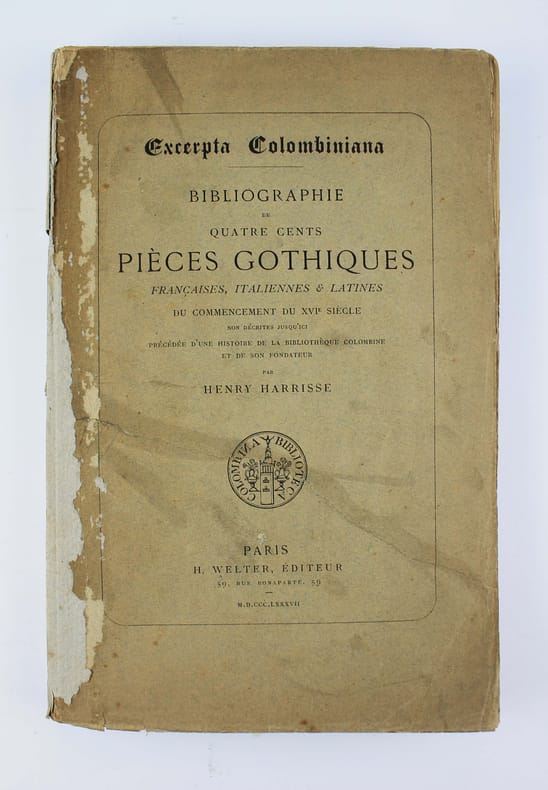 Excerpta Colombiniana
BIBLIOGRAPHIE
DE
QUATRE CENTS
PIÈCES GOTHIQUES
FRANÇAISES, ITALIENNES & LATINES
DU COMMENCEMENT DU XVIe SIÈCLE
NON DÉCRITES JUSQU'ICI
PRÉCÉDÉE D'UNE HISTOIRE DE LA BIBLIOTHÈQUE COLOMBINE
ET DE SON FONDATEUR
PAR
HENRY HARRISSE
COLOMBINA BIBLIOTECA
PARIS
H. WELTER, ÉDITEUR
59, RUE BONAPARTE, 59
M.D.CCC.LXXXVII